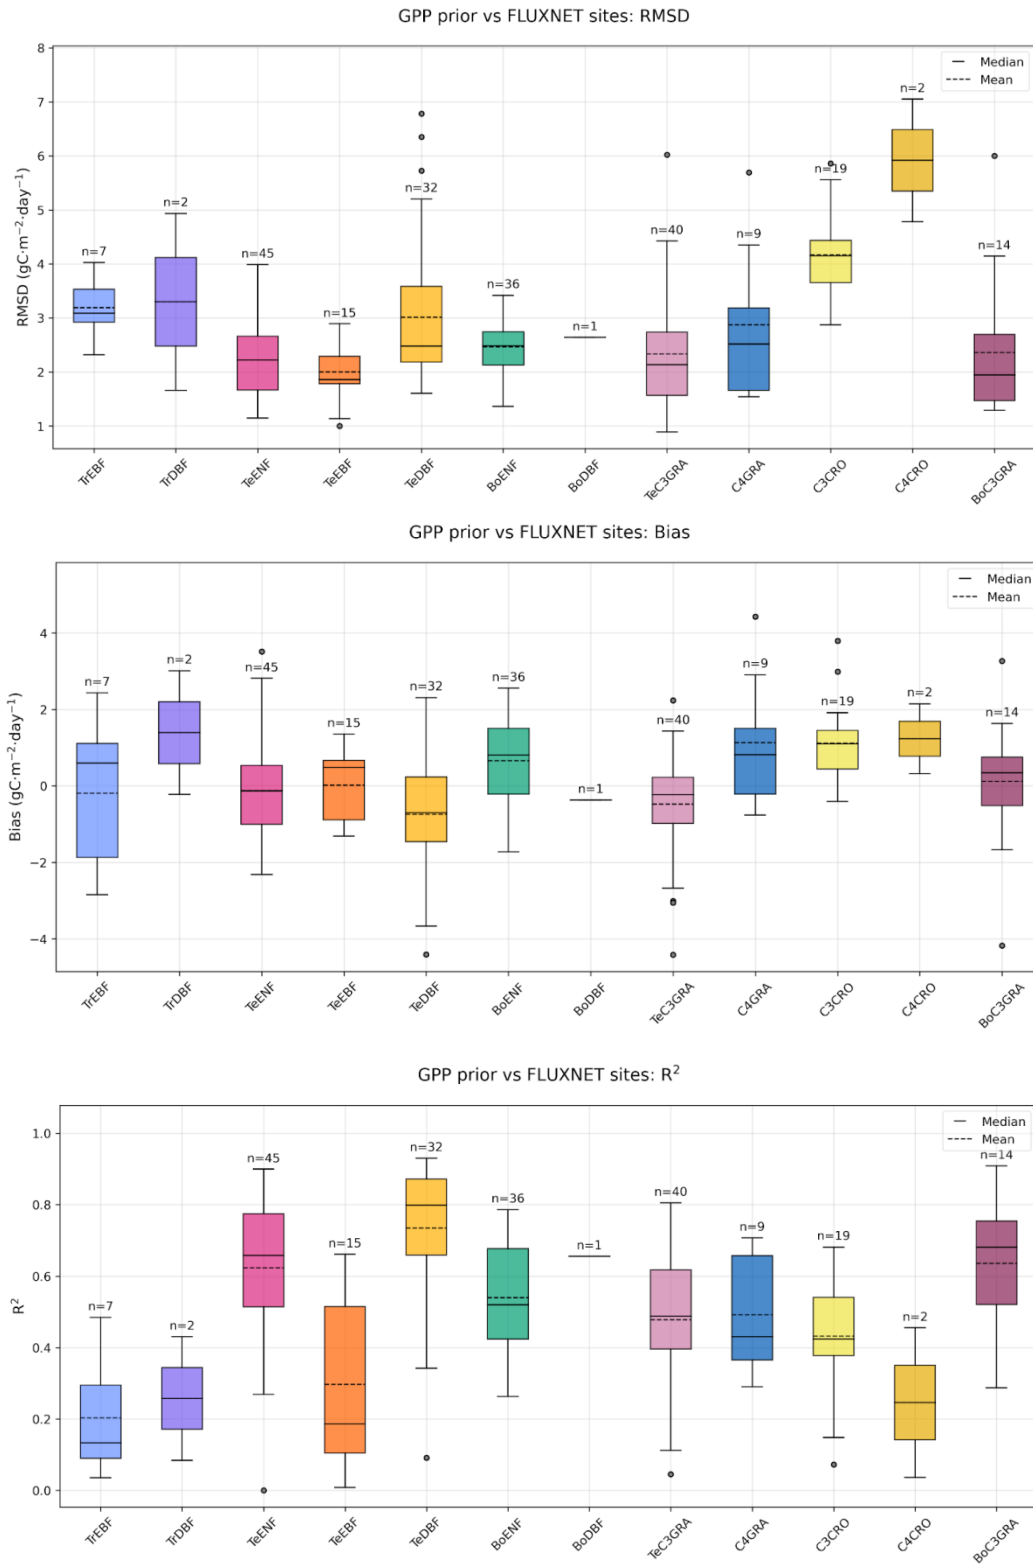 GPP prior vs FLUXNET sites: RMSD
8
7
6
5
4
3
2
1
RMSD (gC·m⁻²·day⁻¹)
Median
Mean
n=7
n=2
n=45
n=15
n=32
n=36
n=1
n=40
n=9
n=19
n=2
n=14
TrEBF
TrDBF
TeENF
TeEBF
TeDBF
BoENF
BoDBF
TeC3GRA
C4GRA
C3CRO
C4CRO
BoC3GRA
GPP prior vs FLUXNET sites: Bias
4
2
0
−2
−4
Bias (gC·m⁻²·day⁻¹)
Median
Mean
n=7
n=2
n=45
n=15
n=32
n=36
n=1
n=40
n=9
n=19
n=2
n=14
TrEBF
TrDBF
TeENF
TeEBF
TeDBF
BoENF
BoDBF
TeC3GRA
C4GRA
C3CRO
C4CRO
BoC3GRA
GPP prior vs FLUXNET sites: R²
1.0
0.8
0.6
0.4
0.2
0.0
R²
Median
Mean
n=7
n=2
n=45
n=15
n=32
n=36
n=1
n=40
n=9
n=19
n=2
n=14
TrEBF
TrDBF
TeENF
TeEBF
TeDBF
BoENF
BoDBF
TeC3GRA
C4GRA
C3CRO
C4CRO
BoC3GRA